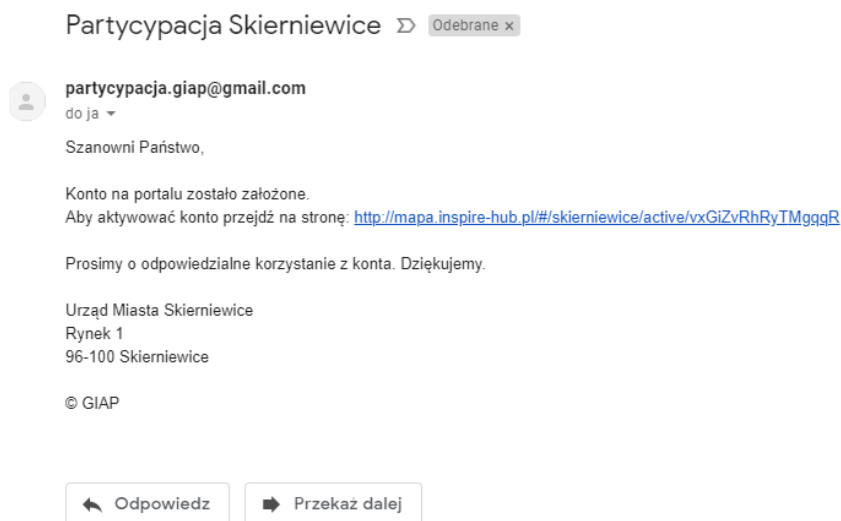 Partycypacja Skierniewice Odebrane ×
partycypacja.giap@gmail.com
do ja
Szanowni Państwo,
Konto na portalu zostało założone.
Aby aktywować konto przejdź na stronę: http://mapa.inspire-hub.pl/#/skierniewice/active/vxGiZvRhRyTMgqqR
Prosimy o odpowiedzialne korzystanie z konta. Dziękujemy.
Urząd Miasta Skierniewice
Rynek 1
96-100 Skierniewice
© GIAP
Odpowiedz Przekaż dalej